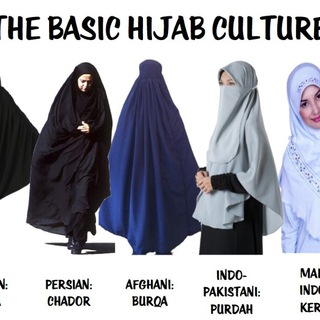 THE BASIC HIJAB CULTURE
PERSIAN:
CHADOR
AFGHANI:
BURQA
INDO-
PAKISTANI:
PURDAH